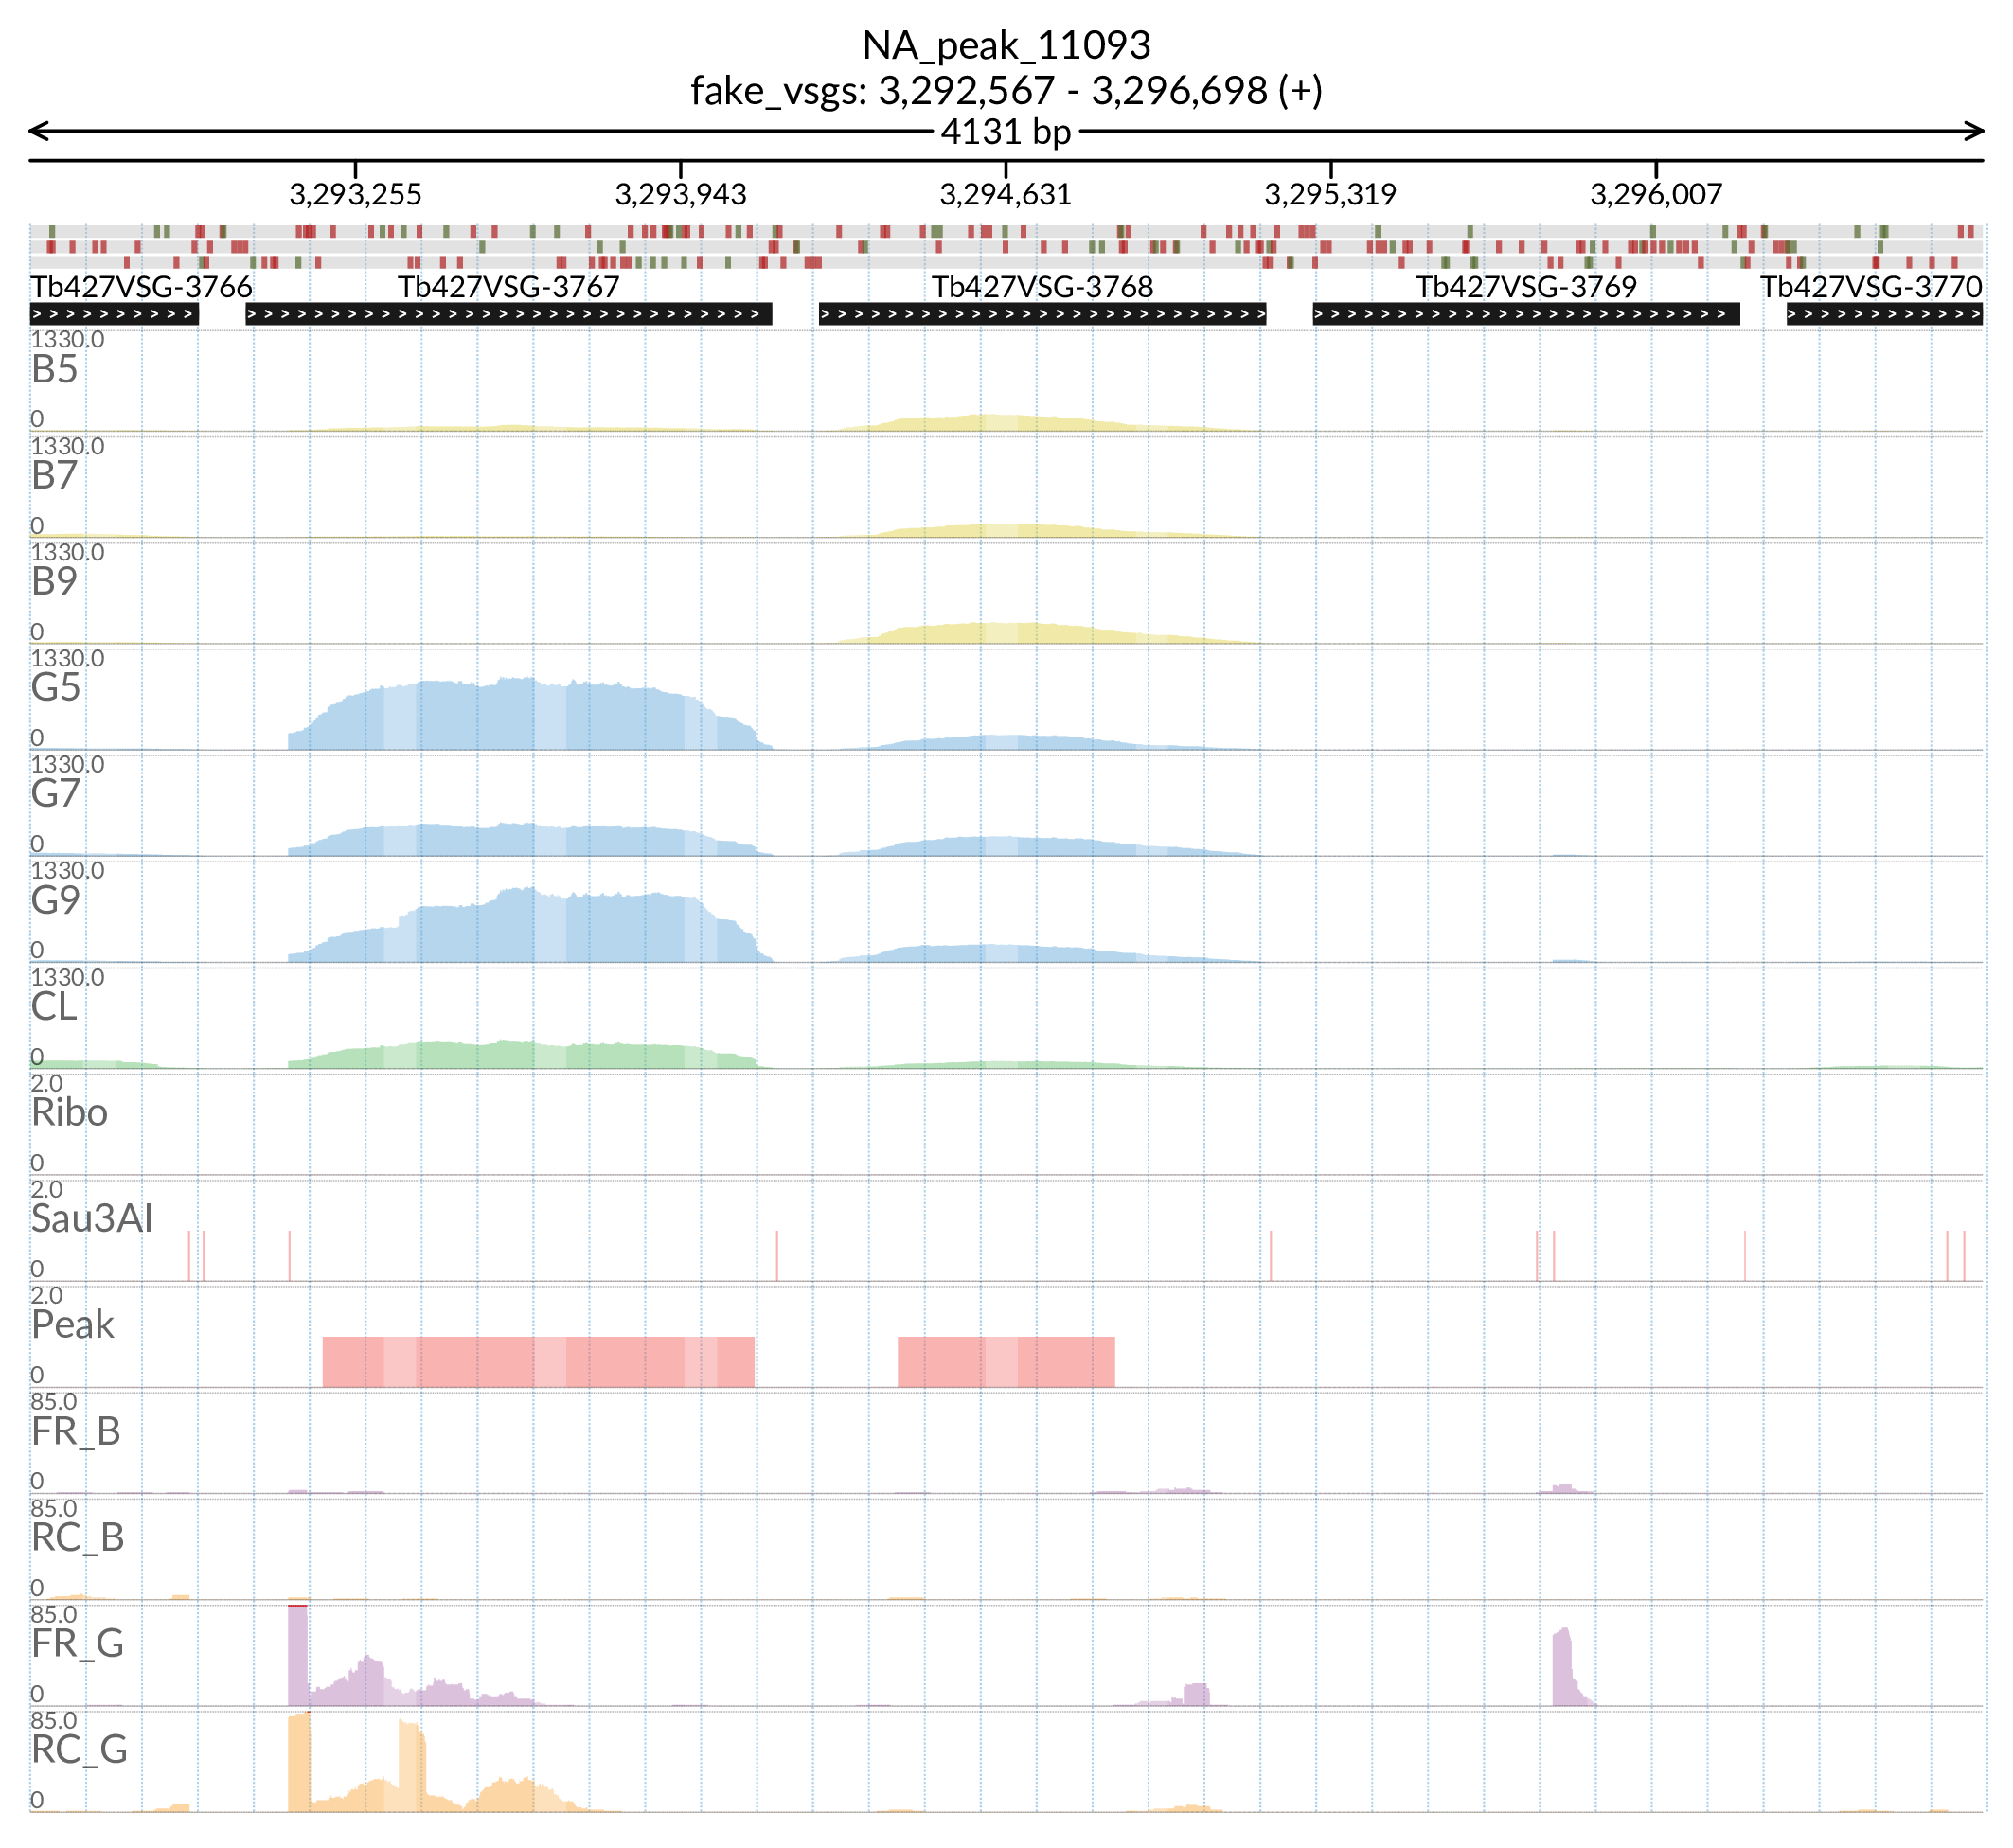 NA_peak_11093
fake_vsgs: 3,292,567 - 3,296,698 (+)
4131 bp
3,293,255 3,293,943 3,294,631 3,295,319 3,296,007
Tb427VSG-3766 Tb427VSG-3767 Tb427VSG-3768 Tb427VSG-3769 Tb427VSG-3770
1330.0
B5
0
1330.0
B7
0
1330.0
B9
0
1330.0
G5
0
1330.0
G7
0
1330.0
G9
0
1330.0
CL
0
2.0
Ribo
0
2.0
Sau3AI
0
2.0
Peak
0
85.0
FR_B
0
85.0
RC_B
0
85.0
FR_G
0
85.0
RC_G
0